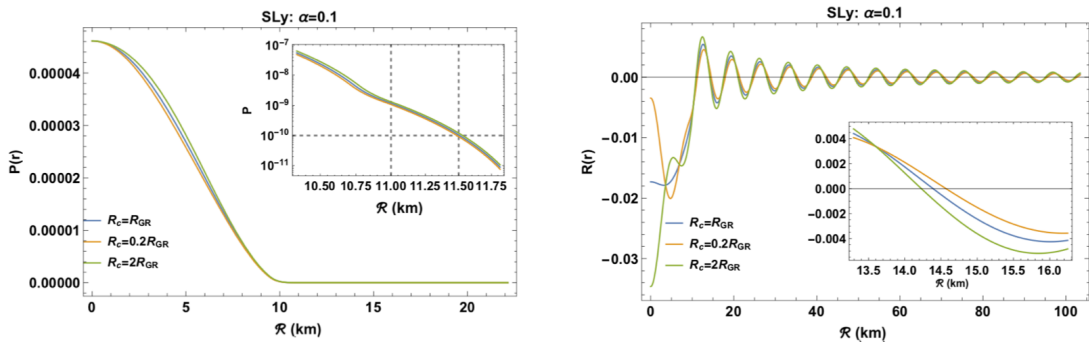 SLy: α=0.1
P(r)
0.00004
0.00003
0.00002
0.00001
0.00000
0 5 10 15 20
ℛ (km)
R_c=R_GR
R_c=0.2R_GR
R_c=2R_GR
P
10^-7
10^-8
10^-9
10^-10
10^-11
10.50 10.75 11.00 11.25 11.50 11.75
ℛ (km)
SLy: α=0.1
R(r)
0.00
-0.01
-0.02
-0.03
0 20 40 60 80 100
ℛ (km)
R_c=R_GR
R_c=0.2R_GR
R_c=2R_GR
0.004
0.002
0.000
-0.002
-0.004
13.5 14.0 14.5 15.0 15.5 16.0
ℛ (km)